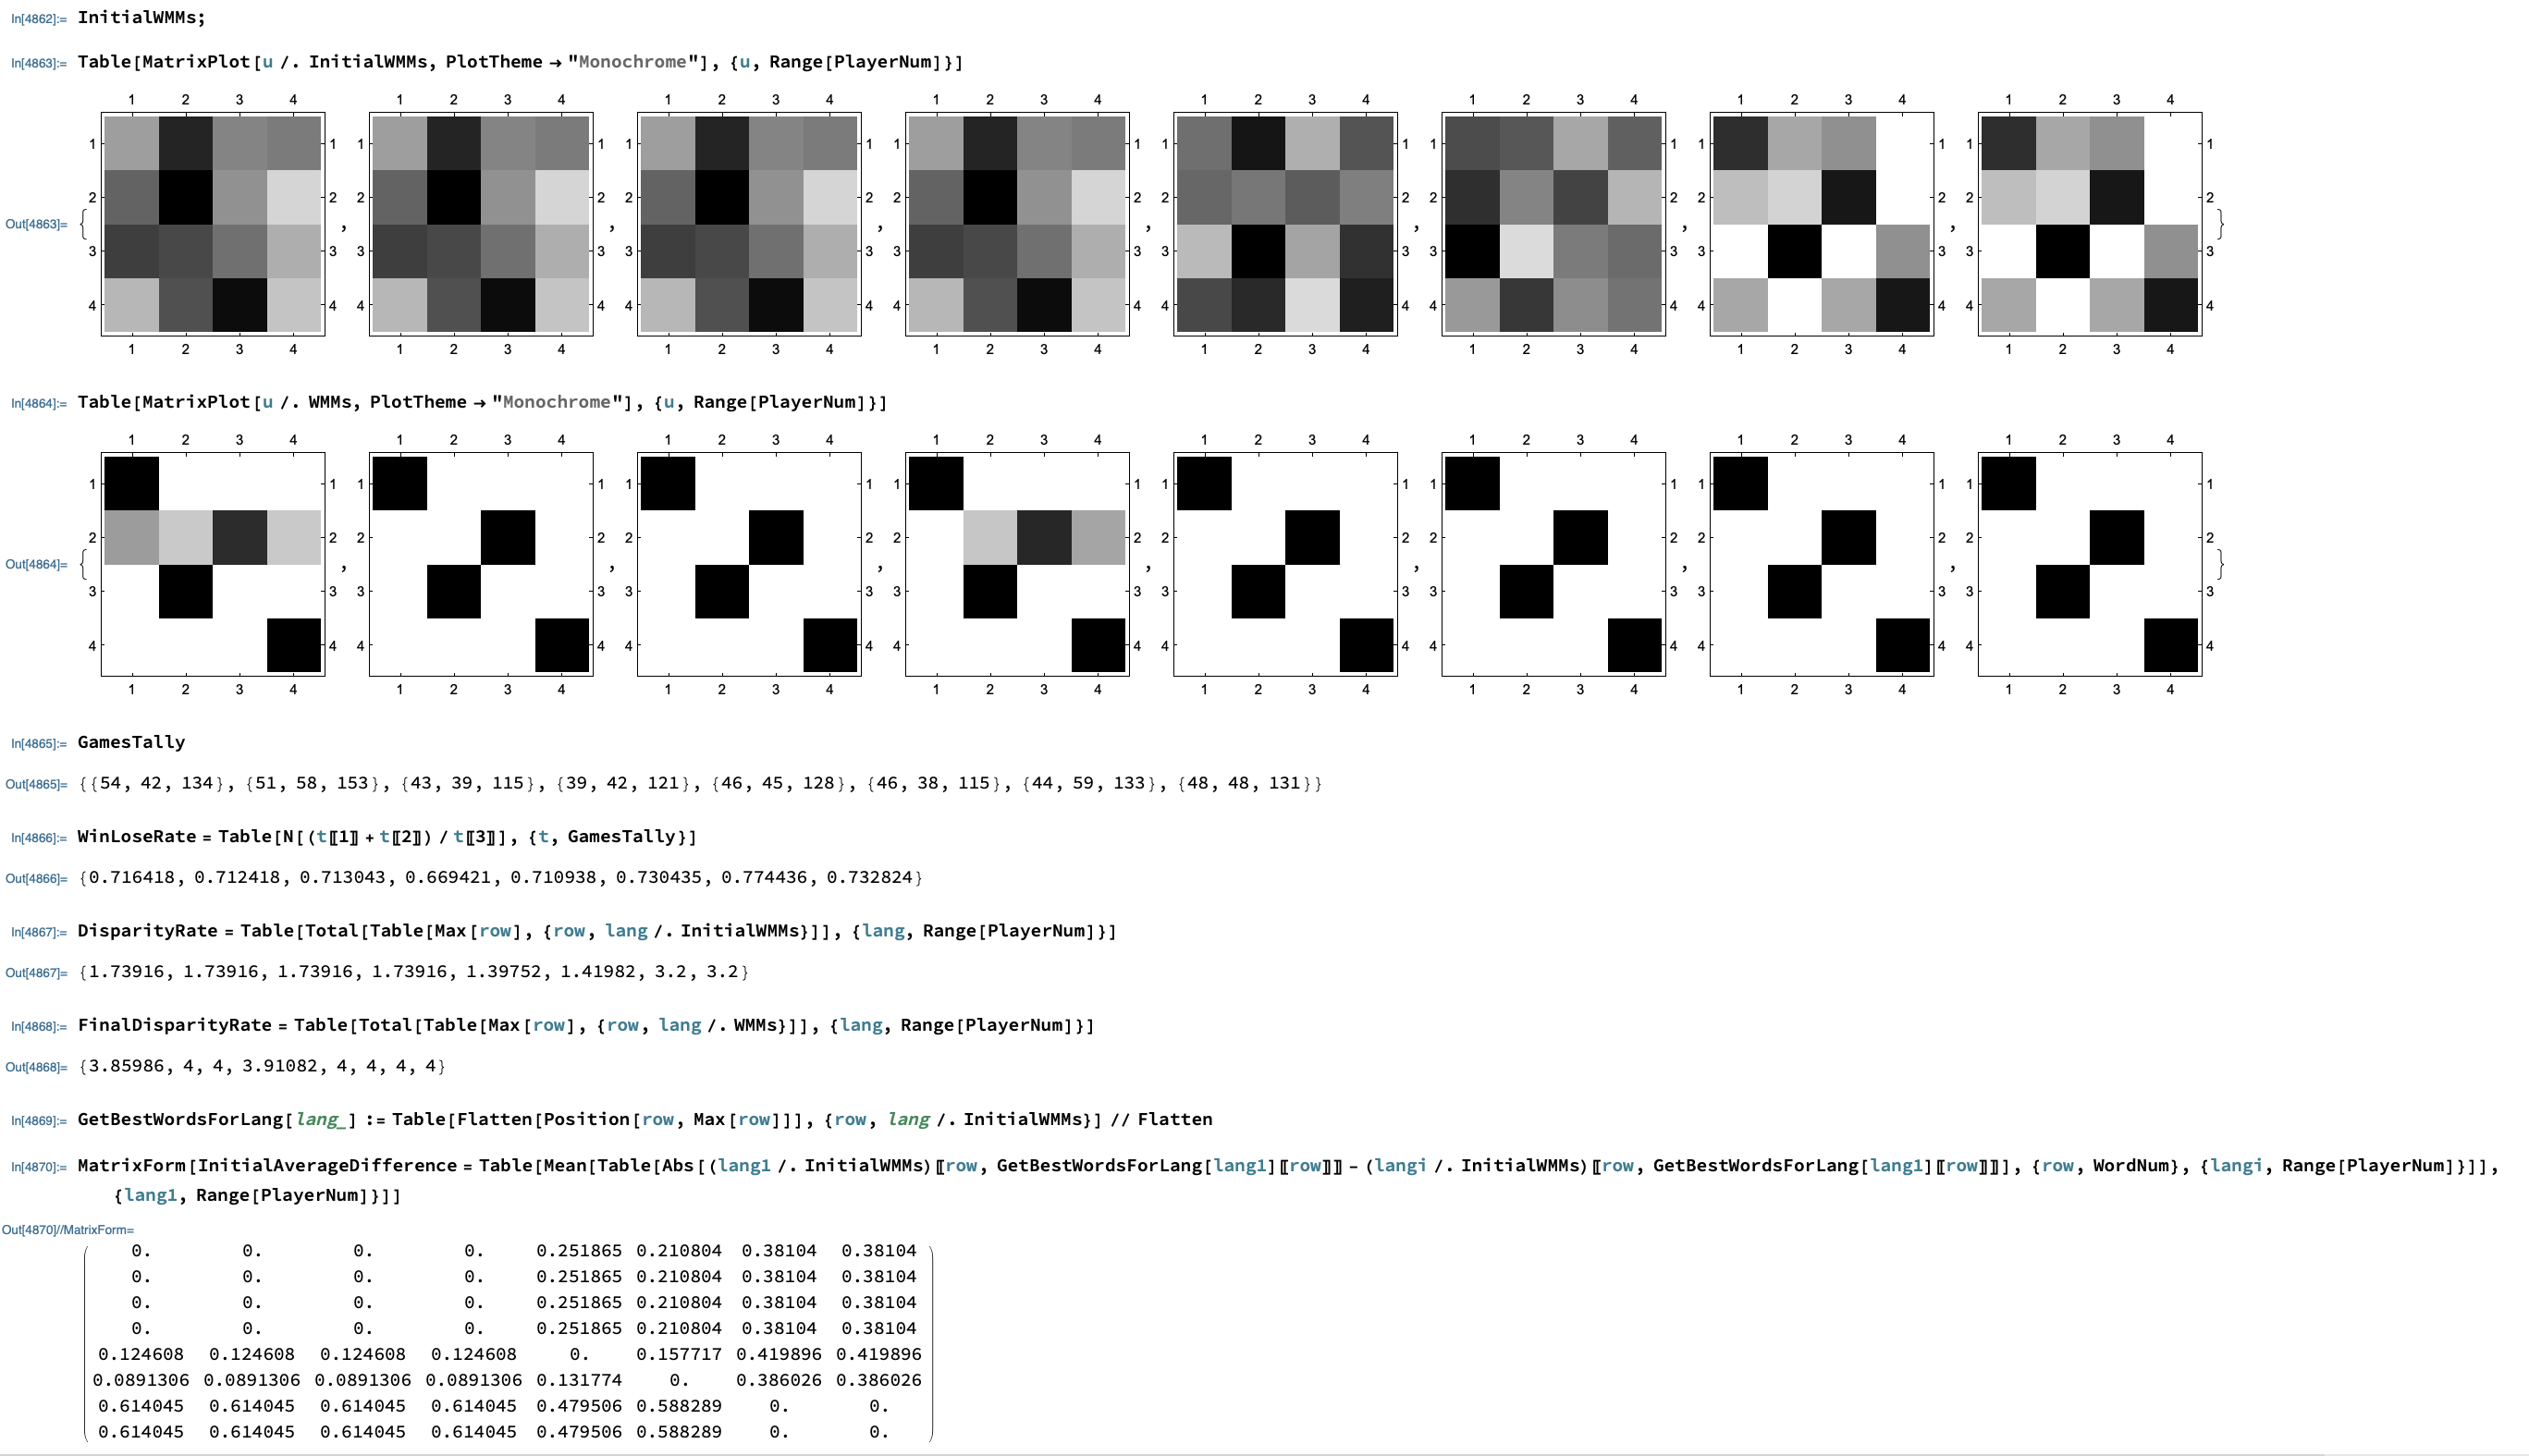 In[4862]:= InitialWMMs;
In[4863]:= Table[MatrixPlot[u /. InitialWMMs, PlotTheme → "Monochrome"], {u, Range[PlayerNum]}]
1 2 3 4 1 2 3 4 1 2 3 4 1 2 3 4 1 2 3 4 1 2 3 4 1 2 3 4 1 2 3 4
1 1 1 1 1 1 1 1 1 1 1 1 1 1 1 1
2 2 2 2 2 2 2 2 2 2 2 2 2 2 2 2
Out[4863]= { , , , , , , , }
3 3 3 3 3 3 3 3 3 3 3 3 3 3 3 3
4 4 4 4 4 4 4 4 4 4 4 4 4 4 4 4
1 2 3 4 1 2 3 4 1 2 3 4 1 2 3 4 1 2 3 4 1 2 3 4 1 2 3 4 1 2 3 4
In[4864]:= Table[MatrixPlot[u /. WMMs, PlotTheme → "Monochrome"], {u, Range[PlayerNum]}]
1 2 3 4 1 2 3 4 1 2 3 4 1 2 3 4 1 2 3 4 1 2 3 4 1 2 3 4 1 2 3 4
1 1 1 1 1 1 1 1 1 1 1 1 1 1 1 1
2 2 2 2 2 2 2 2 2 2 2 2 2 2 2 2
Out[4864]= { , , , , , , , }
3 3 3 3 3 3 3 3 3 3 3 3 3 3 3 3
4 4 4 4 4 4 4 4 4 4 4 4 4 4 4 4
1 2 3 4 1 2 3 4 1 2 3 4 1 2 3 4 1 2 3 4 1 2 3 4 1 2 3 4 1 2 3 4
In[4865]:= GamesTally
Out[4865]= {{54, 42, 134}, {51, 58, 153}, {43, 39, 115}, {39, 42, 121}, {46, 45, 128}, {46, 38, 115}, {44, 59, 133}, {48, 48, 131}}
In[4866]:= WinLoseRate = Table[N[(t〚1〛 + t〚2〛) / t〚3〛], {t, GamesTally}]
Out[4866]= {0.716418, 0.712418, 0.713043, 0.669421, 0.710938, 0.730435, 0.774436, 0.732824}
In[4867]:= DisparityRate = Table[Total[Table[Max[row], {row, lang /. InitialWMMs}]], {lang, Range[PlayerNum]}]
Out[4867]= {1.73916, 1.73916, 1.73916, 1.73916, 1.39752, 1.41982, 3.2, 3.2}
In[4868]:= FinalDisparityRate = Table[Total[Table[Max[row], {row, lang /. WMMs}]], {lang, Range[PlayerNum]}]
Out[4868]= {3.85986, 4, 4, 3.91082, 4, 4, 4, 4}
In[4869]:= GetBestWordsForLang[lang_] := Table[Flatten[Position[row, Max[row]]], {row, lang /. InitialWMMs}] // Flatten
In[4870]:= MatrixForm[InitialAverageDifference = Table[Mean[Table[Abs[(lang1 /. InitialWMMs)〚row, GetBestWordsForLang[lang1]〚row〛〛 - (langi /. InitialWMMs)〚row, GetBestWordsForLang[lang1]〚row〛〛], {row, WordNum}, {langi, Range[PlayerNum]}]],
{lang1, Range[PlayerNum]}]]
Out[4870]//MatrixForm=
0. 0. 0. 0. 0.251865 0.210804 0.38104 0.38104
0. 0. 0. 0. 0.251865 0.210804 0.38104 0.38104
0. 0. 0. 0. 0.251865 0.210804 0.38104 0.38104
0. 0. 0. 0. 0.251865 0.210804 0.38104 0.38104
0.124608 0.124608 0.124608 0.124608 0. 0.157717 0.419896 0.419896
0.0891306 0.0891306 0.0891306 0.0891306 0.131774 0. 0.386026 0.386026
0.614045 0.614045 0.614045 0.614045 0.479506 0.588289 0. 0.
0.614045 0.614045 0.614045 0.614045 0.479506 0.588289 0. 0.